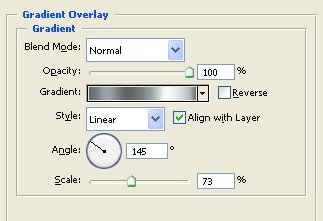 Gradient Overlay
Gradient
Blend Mode: Normal
Opacity: 100 %
Gradient: Reverse
Style: Linear Align with Layer
Angle: 145 °
Scale: 73 %